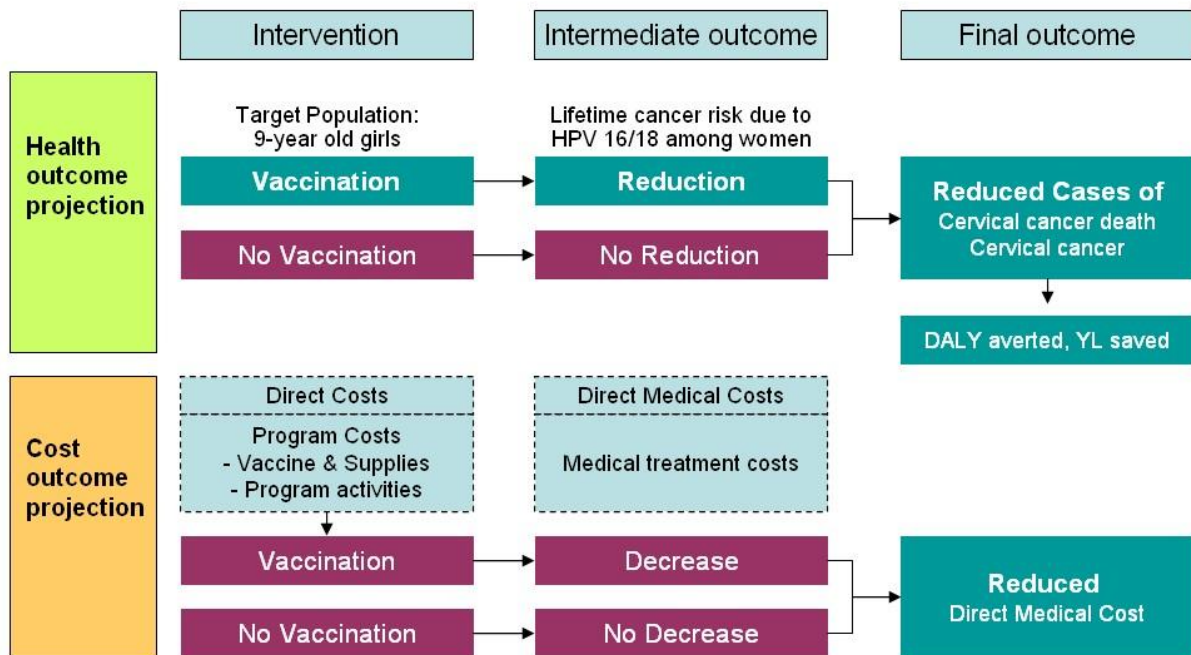 Intervention
Intermediate outcome
Final outcome
Health
outcome
projection
Target Population:
9-year old girls
Lifetime cancer risk due to
HPV 16/18 among women
Vaccination
Reduction
No Vaccination
No Reduction
Reduced Cases of
Cervical cancer death
Cervical cancer
DALY averted, YL saved
Cost
outcome
projection
Direct Costs
Program Costs
- Vaccine & Supplies
- Program activities
Direct Medical Costs
Medical treatment costs
Vaccination
Decrease
No Vaccination
No Decrease
Reduced
Direct Medical Cost